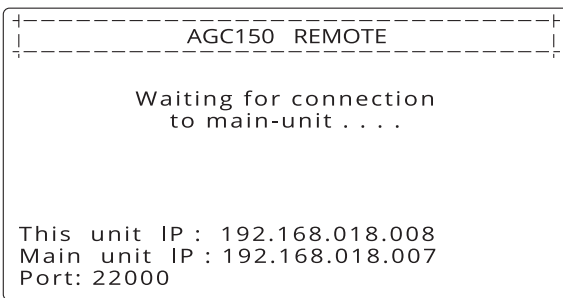 AGC150 REMOTE
Waiting for connection
to main-unit . . . .
This unit IP : 192.168.018.008
Main unit IP : 192.168.018.007
Port: 22000